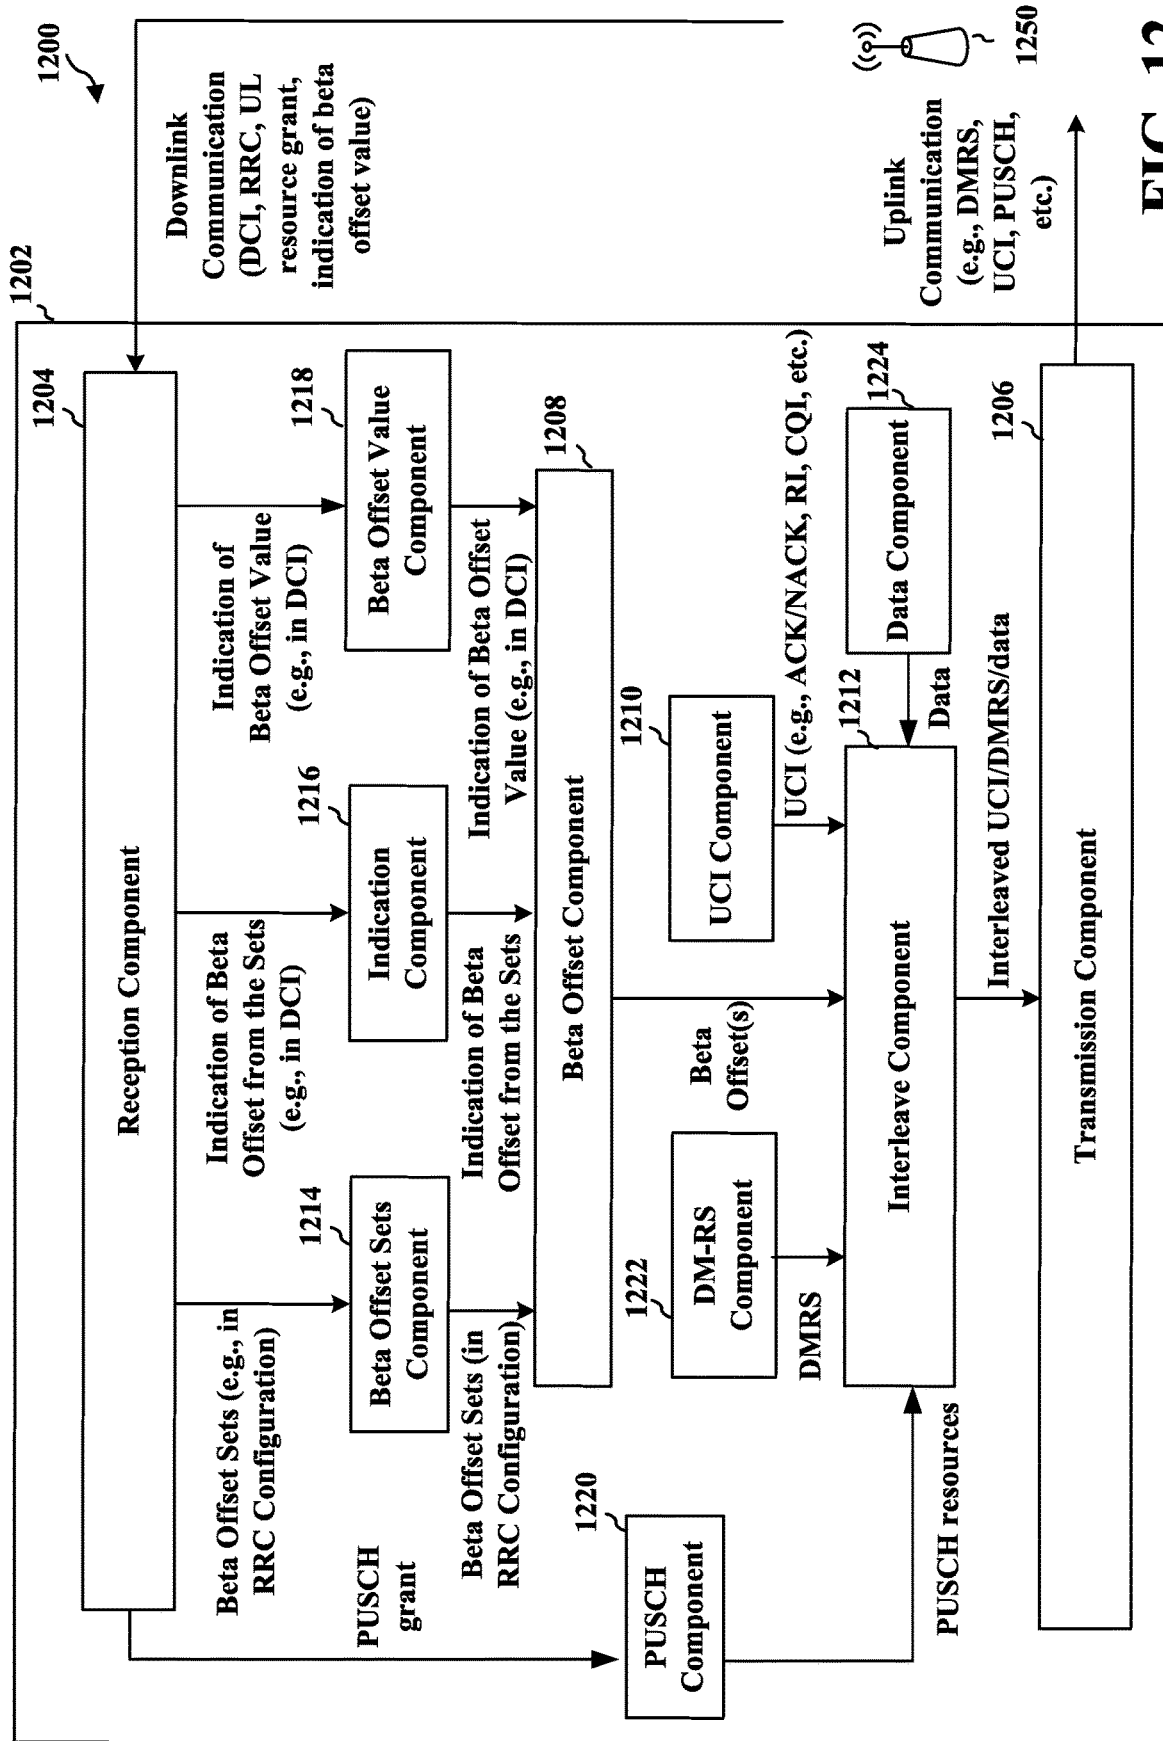 1200
1202
Downlink
Communication
(DCI, RRC, UL
resource grant,
indication of beta
offset value)
1204
Reception Component
Beta Offset Sets (e.g., in
RRC Configuration)
Indication of Beta
Offset from the Sets
(e.g., in DCI)
Indication of
Beta Offset Value
(e.g., in DCI)
PUSCH
grant
1214
Beta Offset Sets
Component
1216
Indication
Component
1218
Beta Offset Value
Component
Beta Offset Sets (in
RRC Configuration)
Indication of Beta
Offset from the Sets
Indication of Beta Offset
Value (e.g., in DCI)
1208
Beta Offset Component
1220
PUSCH
Component
1222
DM-RS
Component
DMRS
Beta
Offset(s)
1210
UCI Component
UCI (e.g., ACK/NACK, RI, CQI, etc.)
1224
Data Component
Data
1212
Interleave Component
PUSCH resources
Interleaved UCI/DMRS/data
1206
Transmission Component
Uplink
Communication
(e.g., DMRS,
UCI, PUSCH,
etc.)
1250
FIG. 12